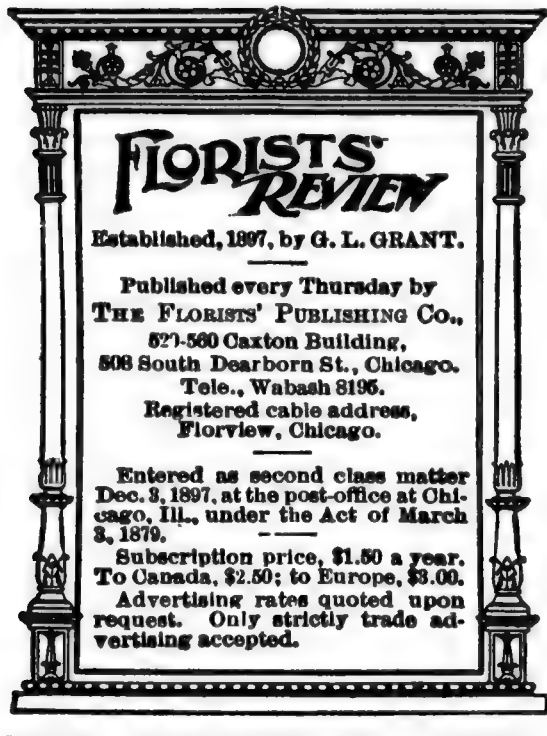 FLORISTS'
REVIEW
Established, 1897, by G. L. GRANT.
Published every Thursday by
THE FLORISTS' PUBLISHING CO.,
520-560 Caxton Building,
508 South Dearborn St., Chicago.
Tele., Wabash 8195.
Registered cable address,
Florview, Chicago.
Entered as second class matter
Dec. 3, 1897, at the post-office at Chi-
cago, Ill., under the Act of March
3, 1879.
Subscription price, $1.50 a year.
To Canada, $2.50; to Europe, $3.00.
Advertising rates quoted upon
request. Only strictly trade ad-
vertising accepted.